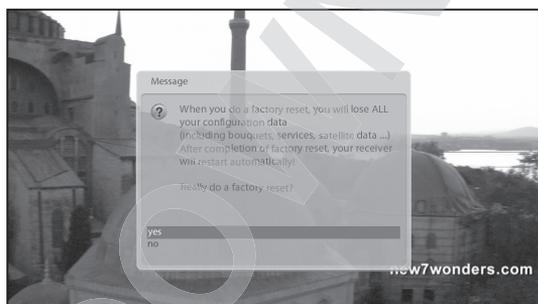 Message
When you do a factory reset, you will lose ALL
your configuration data
(including bouquets, services, satellite data ...)
After completion of factory reset, your receiver
will restart automatically!
Really do a factory reset?
yes
no
new7wonders.com